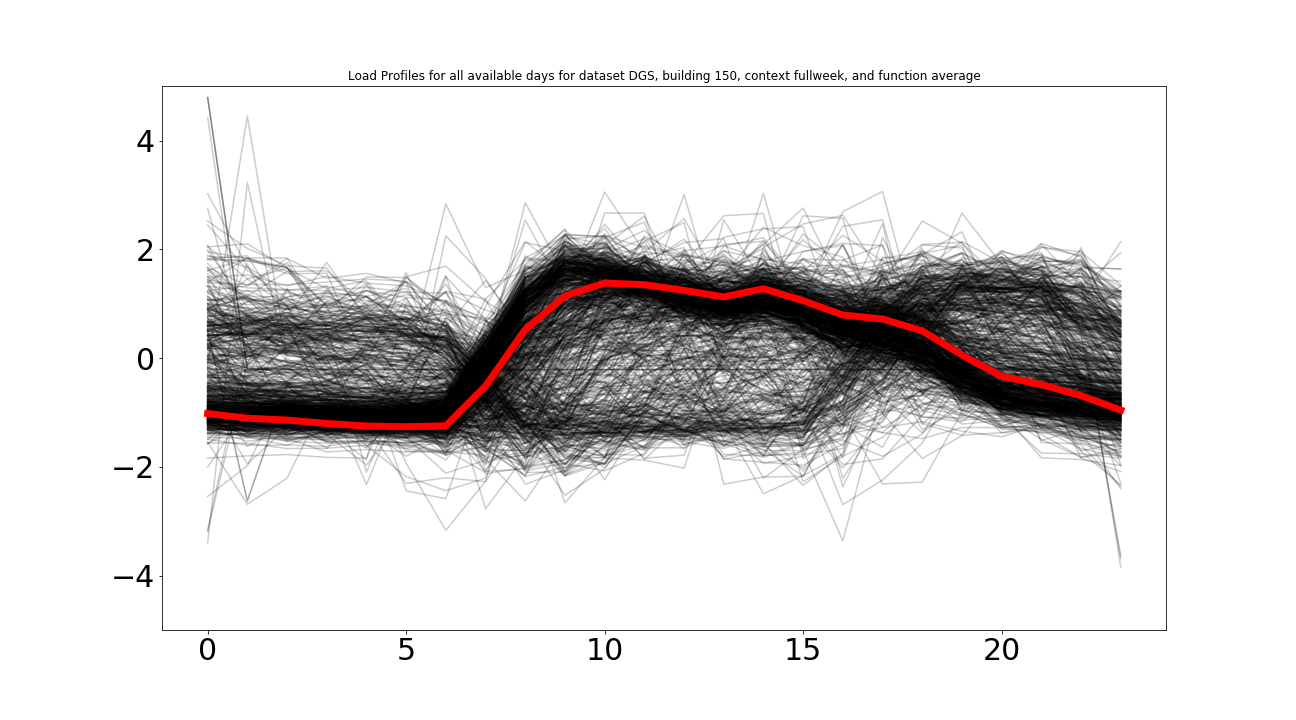 Load Profiles for all available days for dataset DGS, building 150, context fullweek, and function average
4
2
0
−2
−4
0 5 10 15 20